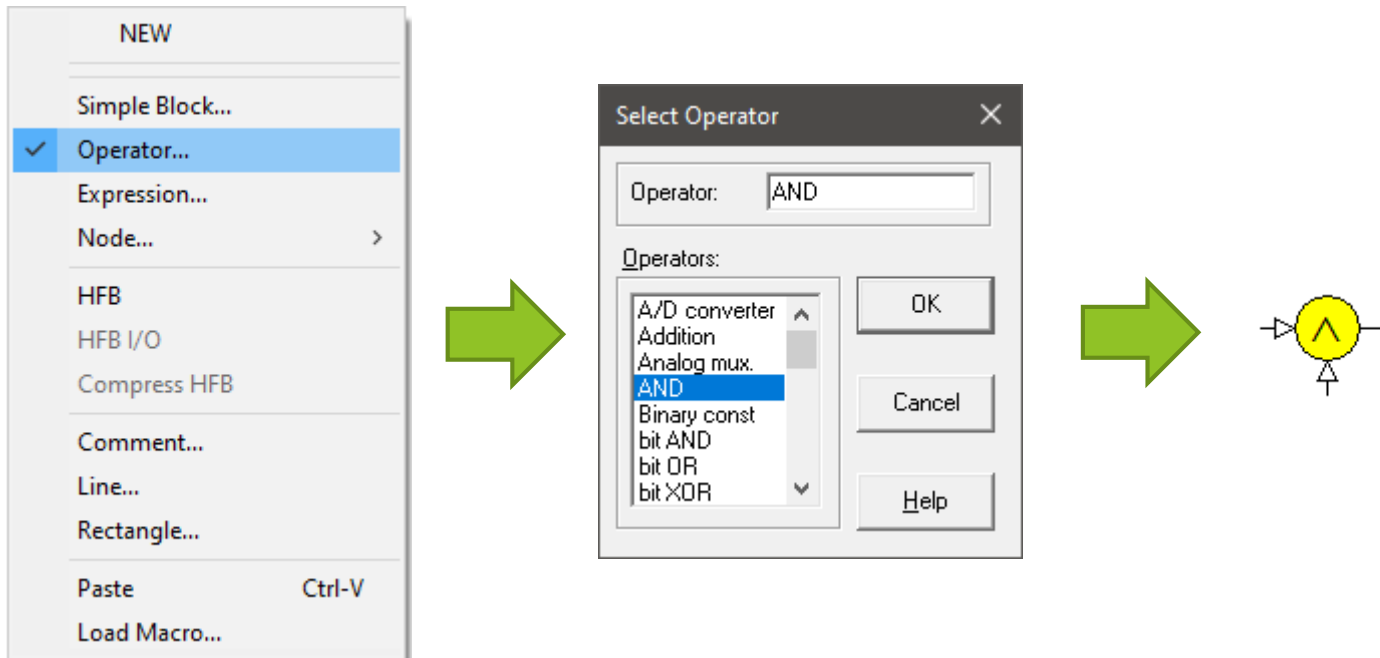 NEW
Simple Block...
Operator...
Expression...
Node...
HFB
HFB I/O
Compress HFB
Comment...
Line...
Rectangle...
Paste Ctrl-V
Load Macro...
Select Operator
Operator: AND
Operators:
A/D converter
Addition
Analog mux.
AND
Binary const
bit AND
bit OR
bit XOR
OK
Cancel
Help